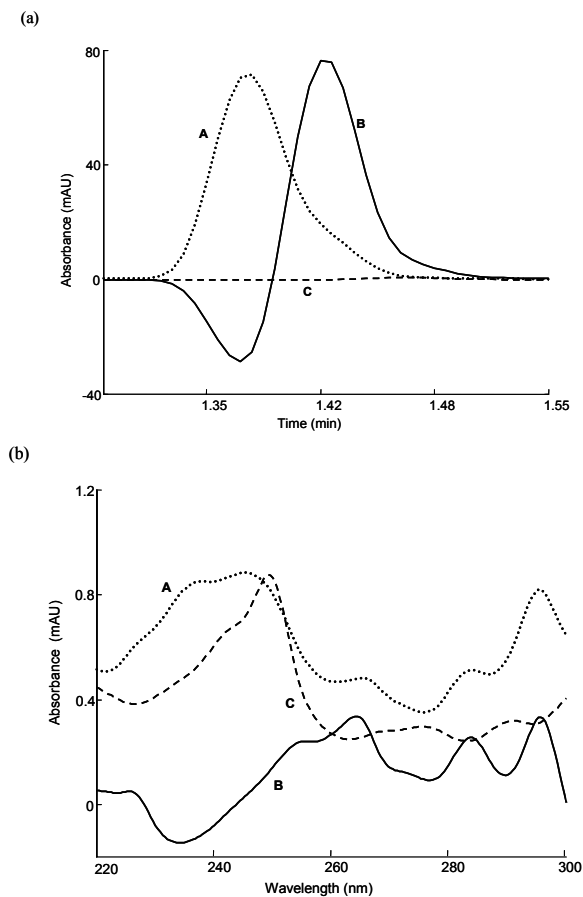 (a)
80
40
0
-40
A
B
C
1.35 1.42 1.48 1.55
Absorbance (mAU)
Time (min)
(b)
1.2
0.8
0.4
0
A
C
B
220 240 260 280 300
Absorbance (mAU)
Wavelength (nm)